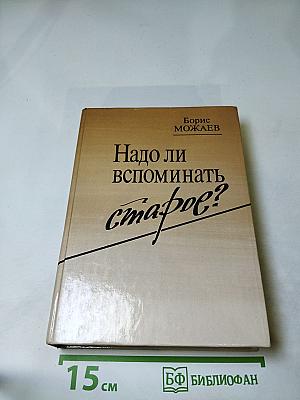 Борис
МОЖАЕВ
Надо ли
вспоминать
старое?
15 см
БФ БИБЛИОФАН